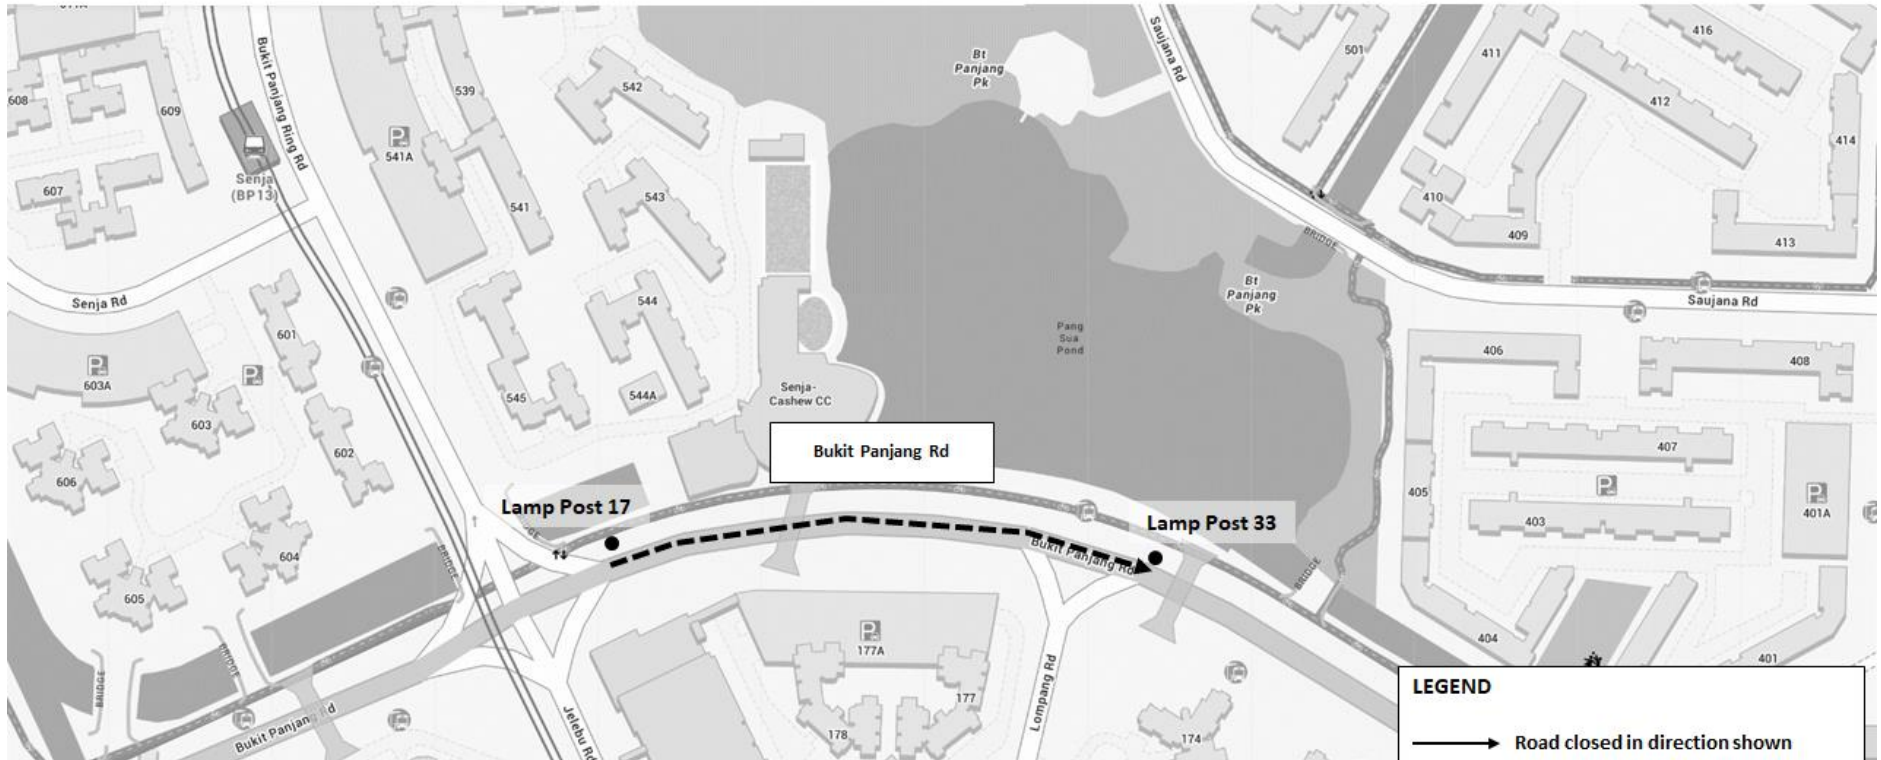 608
609
607
Senja
(BP13)
Bukit Panjang Ring Rd
541A
539
541
542
543
544
544A
545
Bt
Panjang
Pk
Saujana Rd
501
411
416
412
414
410
409
413
BRIDGE
Saujana Rd
Bt
Panjang
Pk
Pang
Sua
Pond
Senja Rd
601
603A
603
602
606
604
605
Senja-
Cashew CC
406
408
407
405
403
401A
404
401
Bukit Panjang Rd
Lamp Post 17
Lamp Post 33
Bukit Panjang Rd
BRIDGE
BRIDGE
BRIDGE
BRIDGE
Bukit Panjang Rd
Jelebu Rd
177A
177
178
Lompang Rd
174
LEGEND
Road closed in direction shown